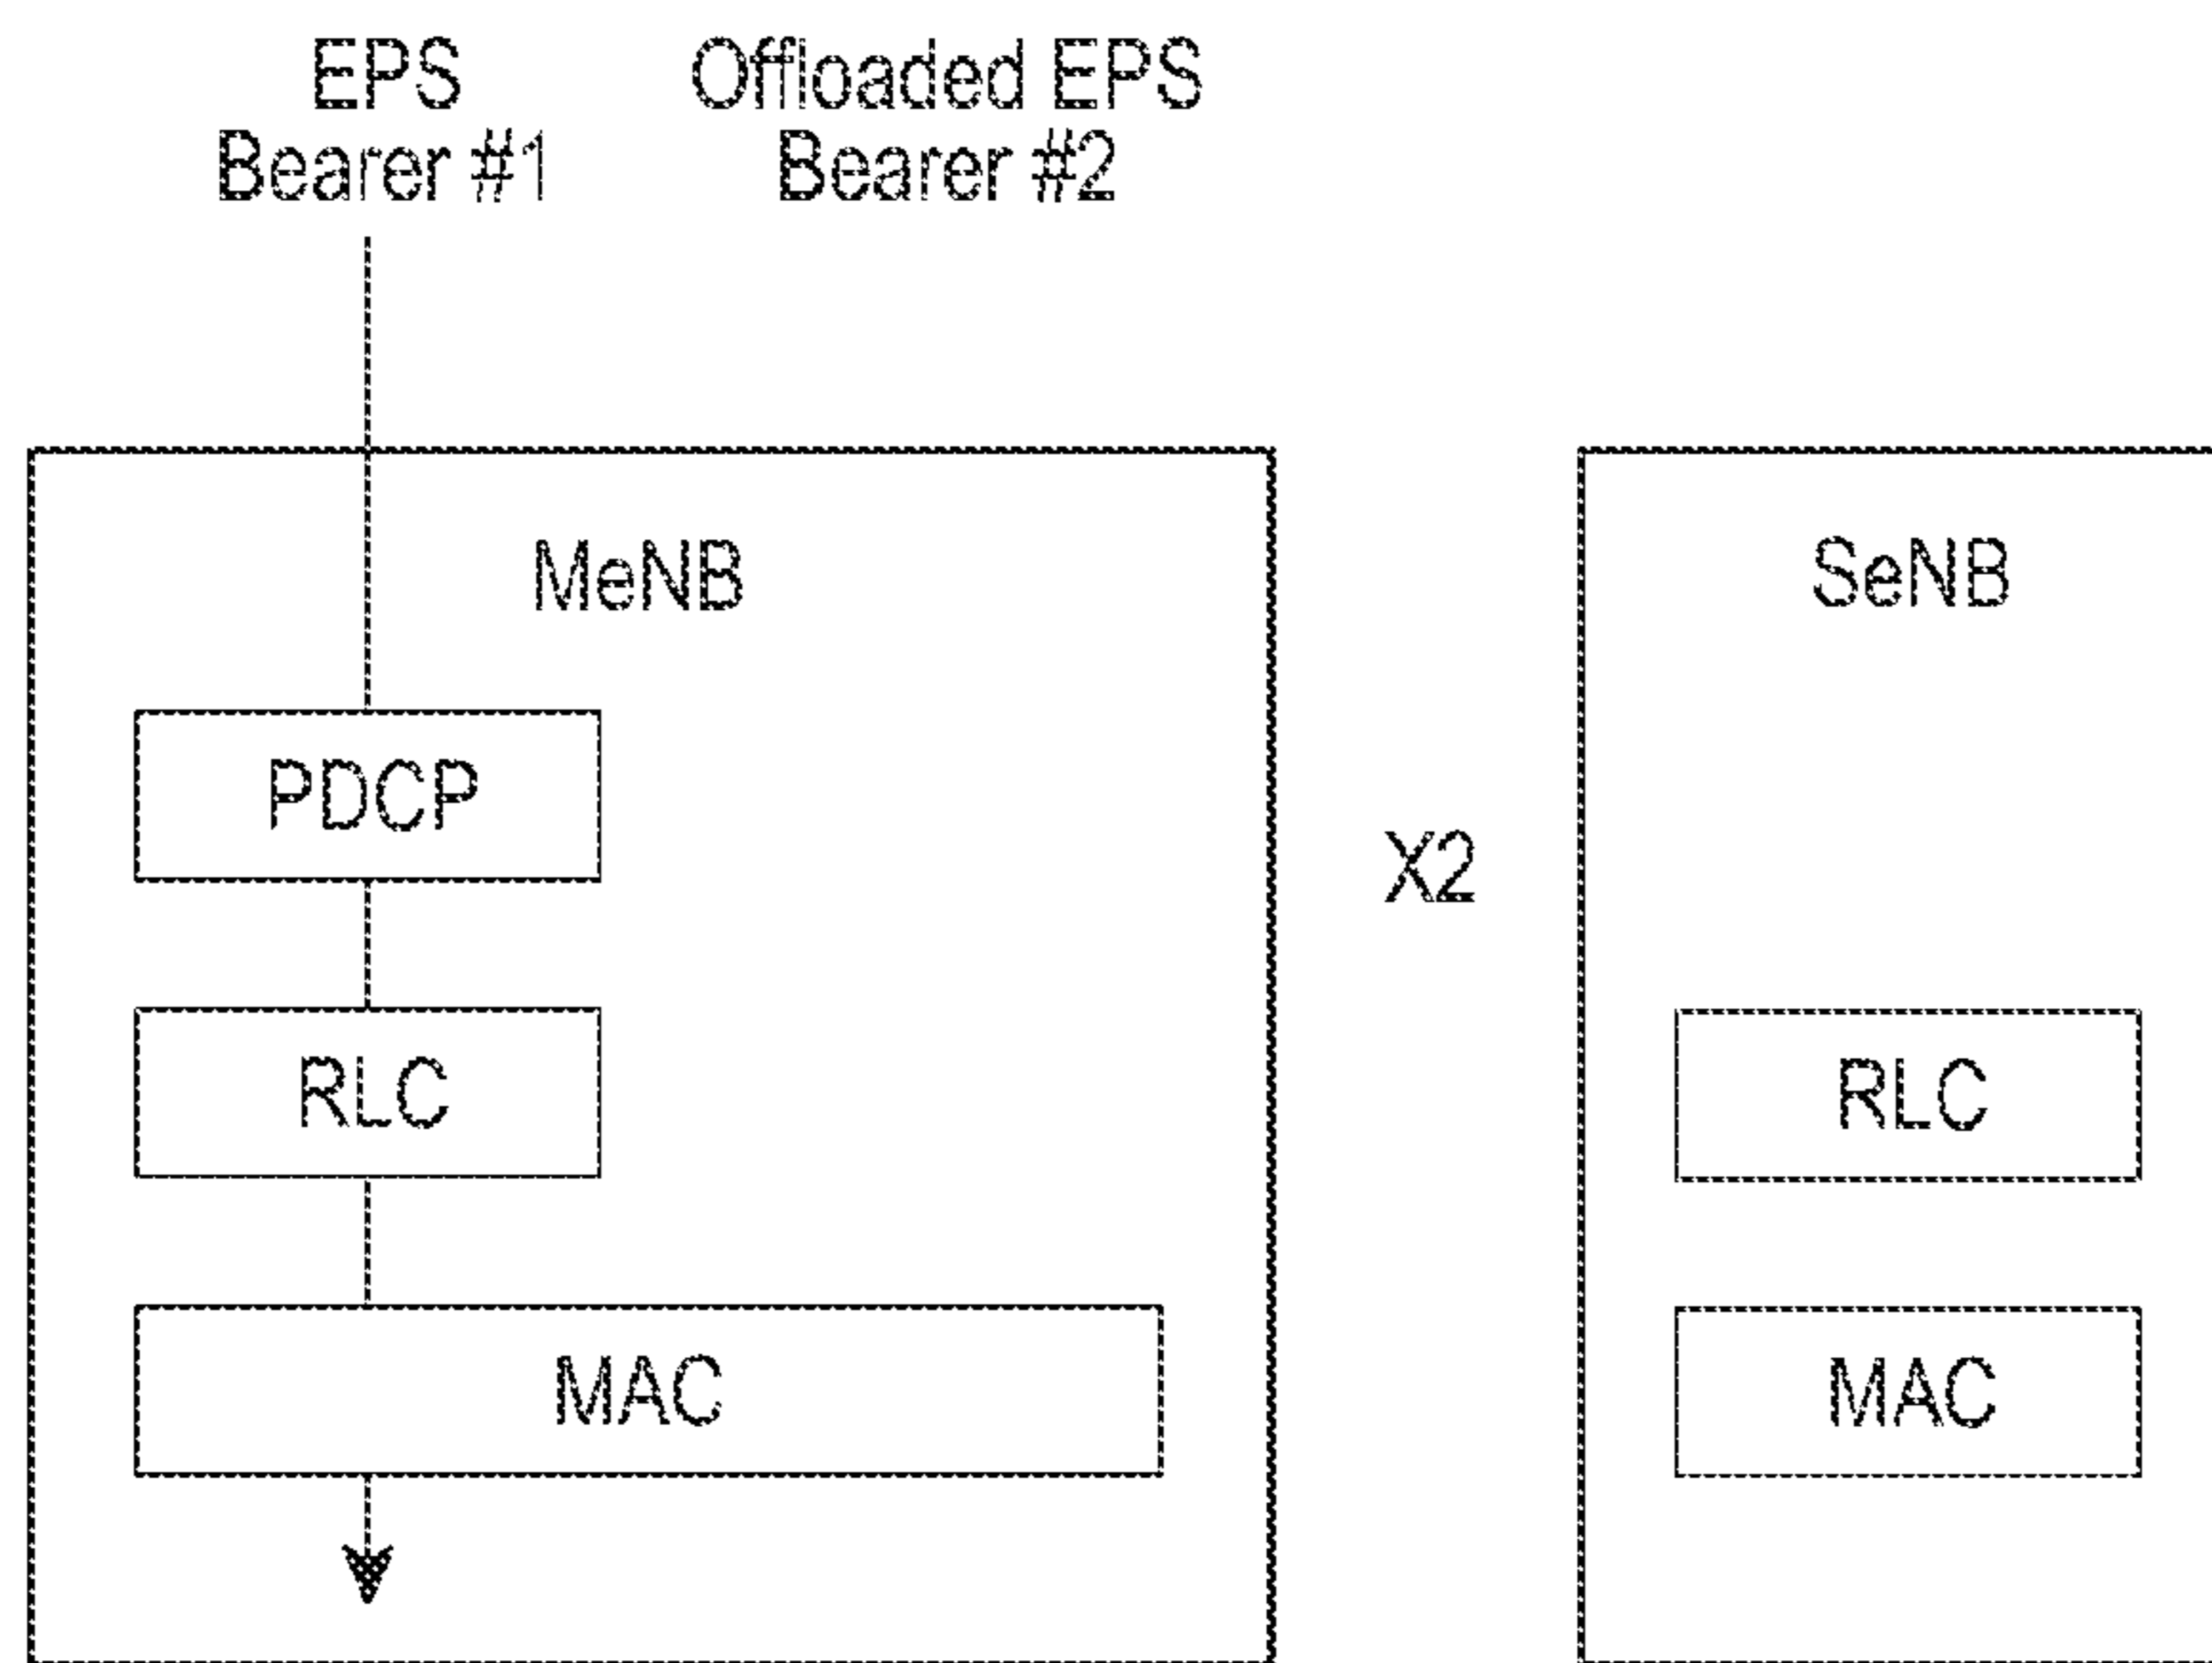 EPS
Bearer #1
Offloaded EPS
Bearer #2
MeNB
SeNB
PDCP
X2
RLC
RLC
MAC
MAC